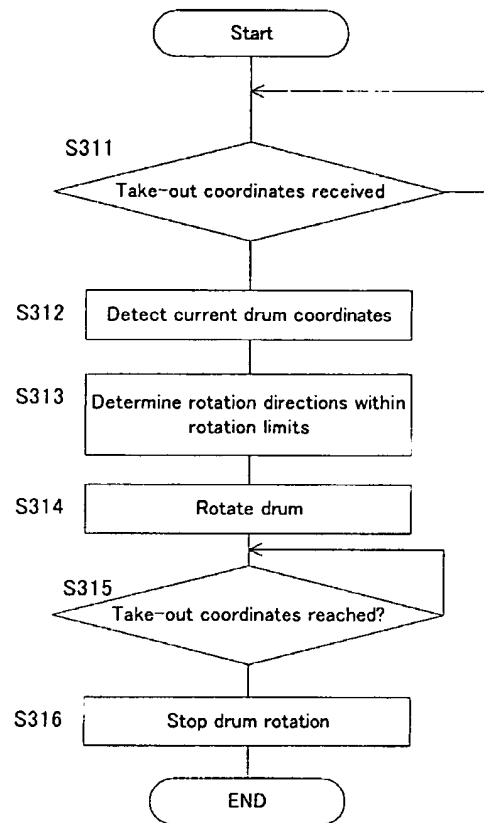 Start
S311
Take-out coordinates received
S312
Detect current drum coordinates
S313
Determine rotation directions within
rotation limits
S314
Rotate drum
S315
Take-out coordinates reached?
S316
Stop drum rotation
END